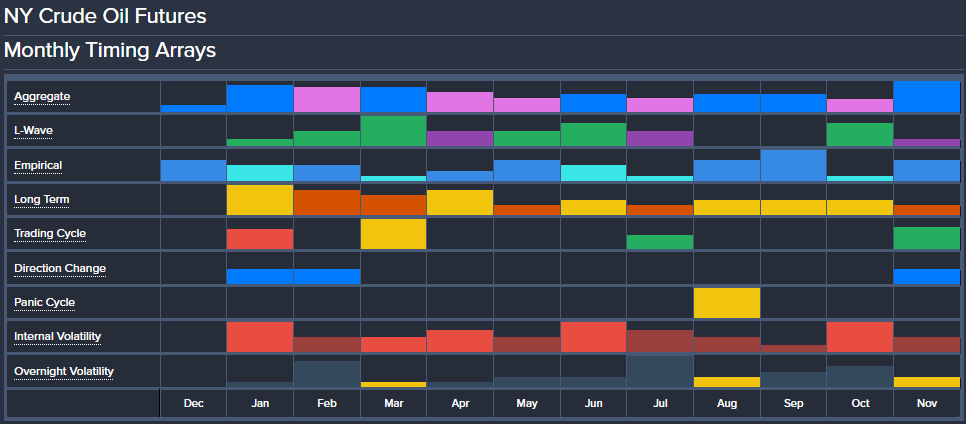 NY Crude Oil Futures
Monthly Timing Arrays
Aggregate
L-Wave
Empirical
Long Term
Trading Cycle
Direction Change
Panic Cycle
Internal Volatility
Overnight Volatility
Dec Jan Feb Mar Apr May Jun Jul Aug Sep Oct Nov